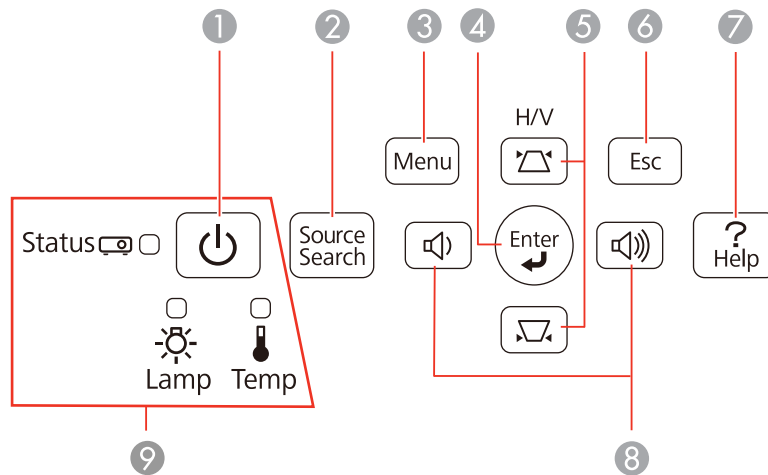 1 2 3 4 5 6 7
H/V
Menu
Esc
Status
Source
Search
Enter
?
Help
Lamp
Temp
9
8